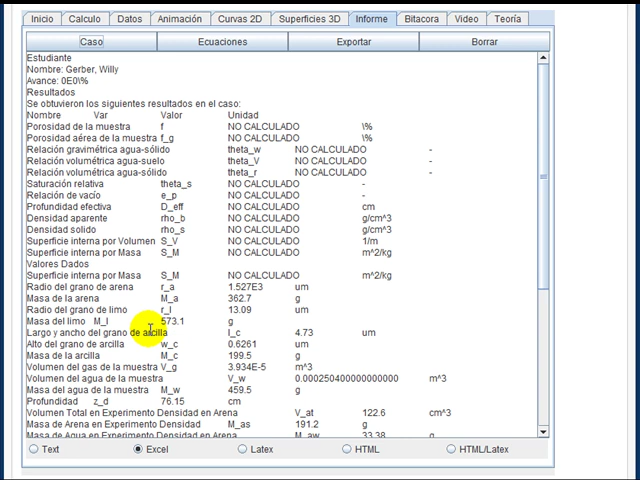 Inicio Calculo Datos Animación Curvas 2D Superficies 3D Informe Bitacora Video Teoría
Caso Ecuaciones Exportar Borrar
Estudiante
Nombre: Gerber, Willy
Avance: 0E0\%
Resultados
Se obtuvieron los siguientes resultados en el caso:
Nombre Var Valor Unidad
Porosidad de la muestra f NO CALCULADO \%
Porosidad aérea de la muestra f_g NO CALCULADO \%
Relación gravimétrica agua-sólido theta_w NO CALCULADO -
Relación volumétrica agua-suelo theta_V NO CALCULADO -
Relación volumétrica agua-sólido theta_r NO CALCULADO -
Saturación relativa theta_s NO CALCULADO -
Relación de vacío e_p NO CALCULADO -
Profundidad efectiva D_eff NO CALCULADO cm
Densidad aparente rho_b NO CALCULADO g/cm^3
Densidad solido rho_s NO CALCULADO g/cm^3
Superficie interna por Volumen S_V NO CALCULADO 1/m
Superficie interna por Masa S_M NO CALCULADO m^2/kg
Valores Dados
Superficie interna por Masa S_M NO CALCULADO m^2/kg
Radio del grano de arena r_a 1.527E3 um
Masa de la arena M_a 362.7 g
Radio del grano de limo r_l 13.09 um
Masa del limo M_l 573.1 g
Largo y ancho del grano de arcilla l_c 4.73 um
Alto del grano de arcilla w_c 0.6261 um
Masa de la arcilla M_c 199.5 g
Volumen del gas de la muestra V_g 3.934E-5 m^3
Volumen del agua de la muestra V_w 0.000250400000000000 m^3
Masa del agua de la muestra M_w 459.5 g
Profundidad z_d 76.15 cm
Volumen Total en Experimento Densidad en Arena V_at 122.6 cm^3
Masa de Arena en Experimento Densidad M_as 191.2 g
Masa de Agua en Experimento Densidad en Arena M_aw 33.38 g
Text Excel Latex HTML HTML/Latex